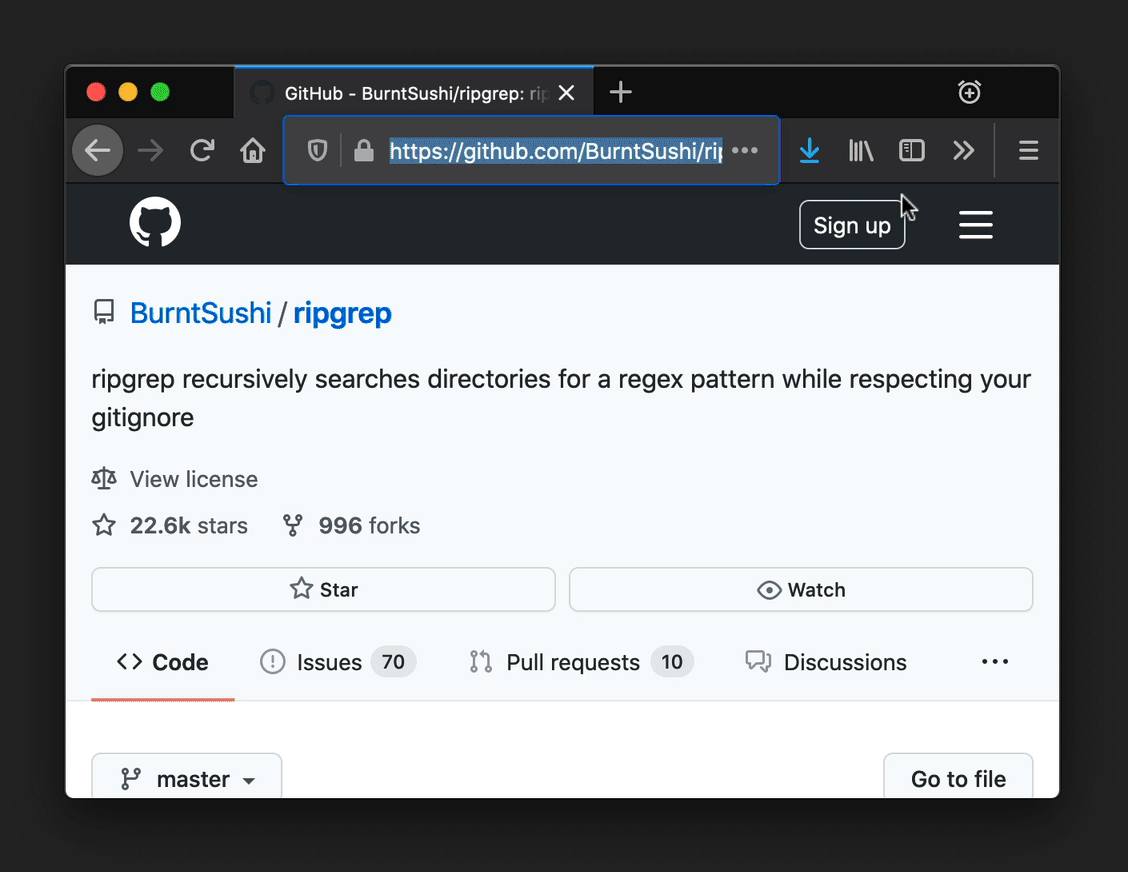 GitHub - BurntSushi/ripgrep: rip
https://github.com/BurntSushi/rip
Sign up
BurntSushi / ripgrep
ripgrep recursively searches directories for a regex pattern while respecting your
gitignore
View license
22.6k stars 996 forks
Star Watch
Code Issues 70 Pull requests 10 Discussions
master Go to file